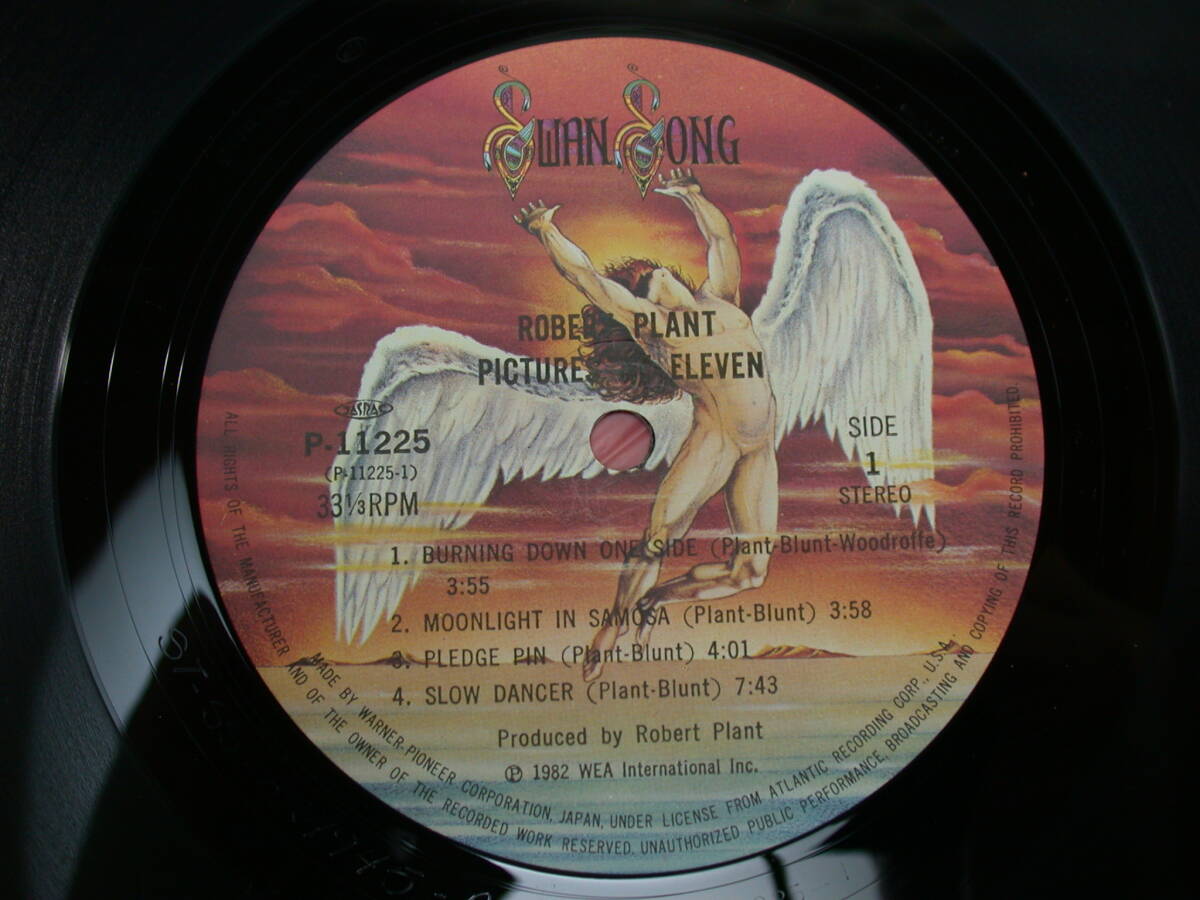 SWAN SONG
ROBERT PLANT
PICTURES ELEVEN
JASRAC
P-11225
(P-11225-1)
33⅓RPM
SIDE
1
STEREO
1. BURNING DOWN ONE SIDE (Plant-Blunt-Woodroffe)
3:55
2. MOONLIGHT IN SAMOSA (Plant-Blunt) 3:58
3. PLEDGE PIN (Plant-Blunt) 4:01
4. SLOW DANCER (Plant-Blunt) 7:43
Produced by Robert Plant
Ⓟ 1982 WEA International Inc.
MADE BY WARNER-PIONEER CORPORATION, JAPAN, UNDER LICENSE FROM ATLANTIC RECORDING CORP., U.S.A.
ALL RIGHTS OF THE MANUFACTURER AND OF THE OWNER OF THE RECORDED WORK RESERVED. UNAUTHORIZED PUBLIC PERFORMANCE, BROADCASTING AND COPYING OF THIS RECORD PROHIBITED.